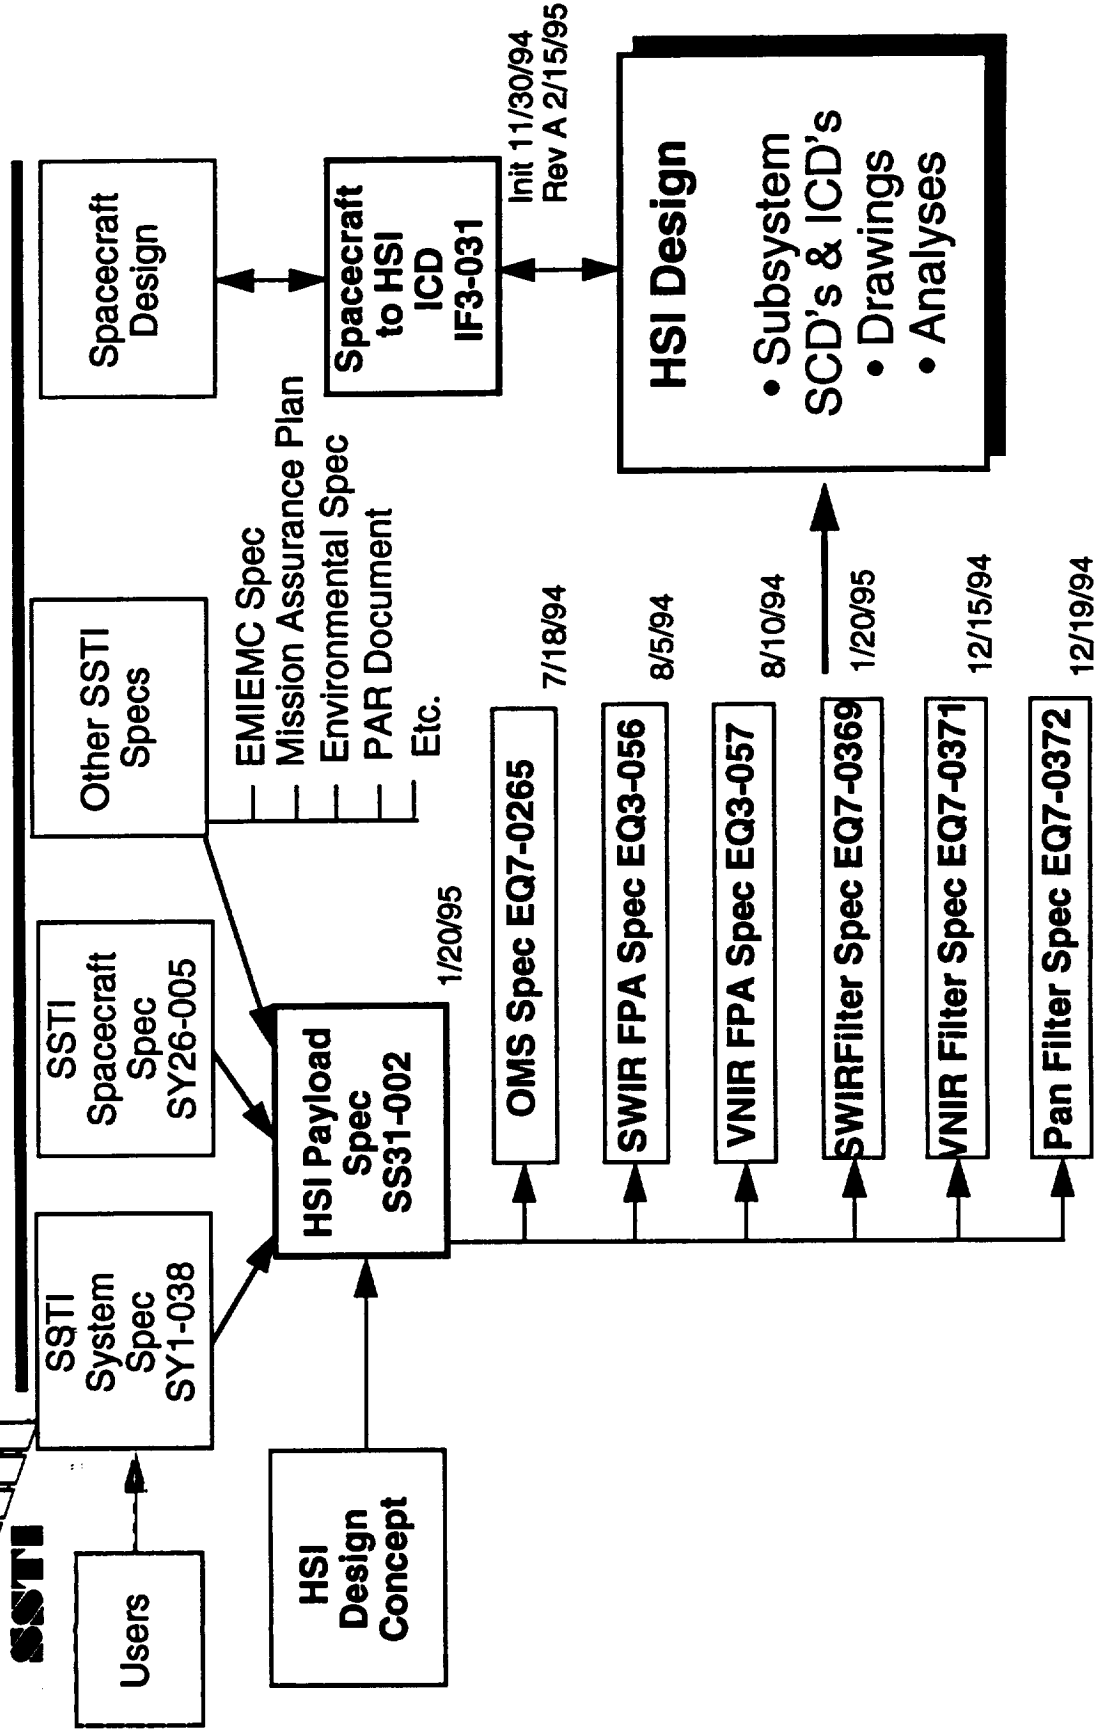 SSTI
Users
SSTI
System
Spec
SY1-038
SSTI
Spacecraft
Spec
SY26-005
Other SSTI
Specs
Spacecraft
Design
EMIEMC Spec
Mission Assurance Plan
Environmental Spec
PAR Document
Etc.
HSI
Design
Concept
HSI Payload
Spec
SS31-002
1/20/95
Spacecraft
to HSI
ICD
IF3-031
Init 11/30/94
Rev A 2/15/95
OMS Spec EQ7-0265
7/18/94
SWIR FPA Spec EQ3-056
8/5/94
VNIR FPA Spec EQ3-057
8/10/94
SWIRFilter Spec EQ7-0369
1/20/95
VNIR Filter Spec EQ7-0371
12/15/94
Pan Filter Spec EQ7-0372
12/19/94
HSI Design
• Subsystem
SCD's & ICD's
• Drawings
• Analyses